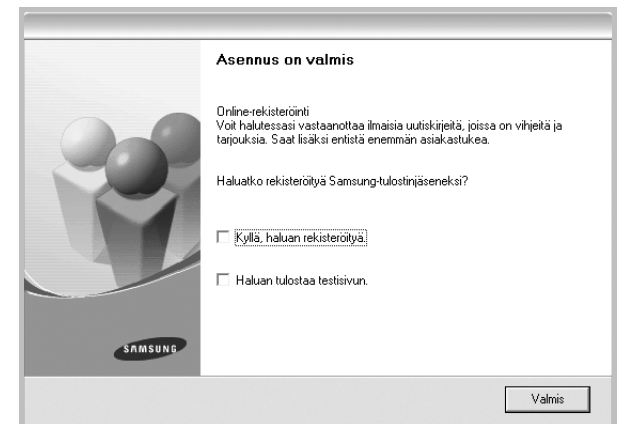 Asennus on valmis
Online-rekisteröinti
Voit halutessasi vastaanottaa ilmaisia uutiskirjeitä, joissa on vihjeitä ja
tarjouksia. Saat lisäksi entistä enemmän asiakastukea.
Haluatko rekisteröityä Samsung-tulostinjäseneksi?
Kyllä, haluan rekisteröityä.
Haluan tulostaa testisivun.
SAMSUNG
Valmis